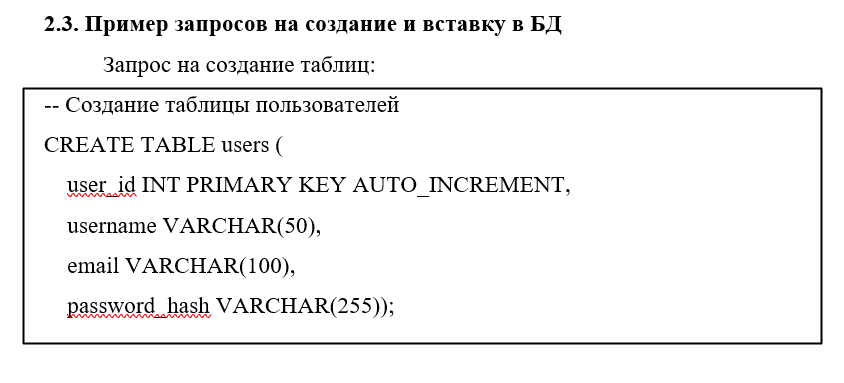 2.3. Пример запросов на создание и вставку в БД
Запрос на создание таблиц:
-- Создание таблицы пользователей
CREATE TABLE users (
user_id INT PRIMARY KEY AUTO_INCREMENT,
username VARCHAR(50),
email VARCHAR(100),
password_hash VARCHAR(255));